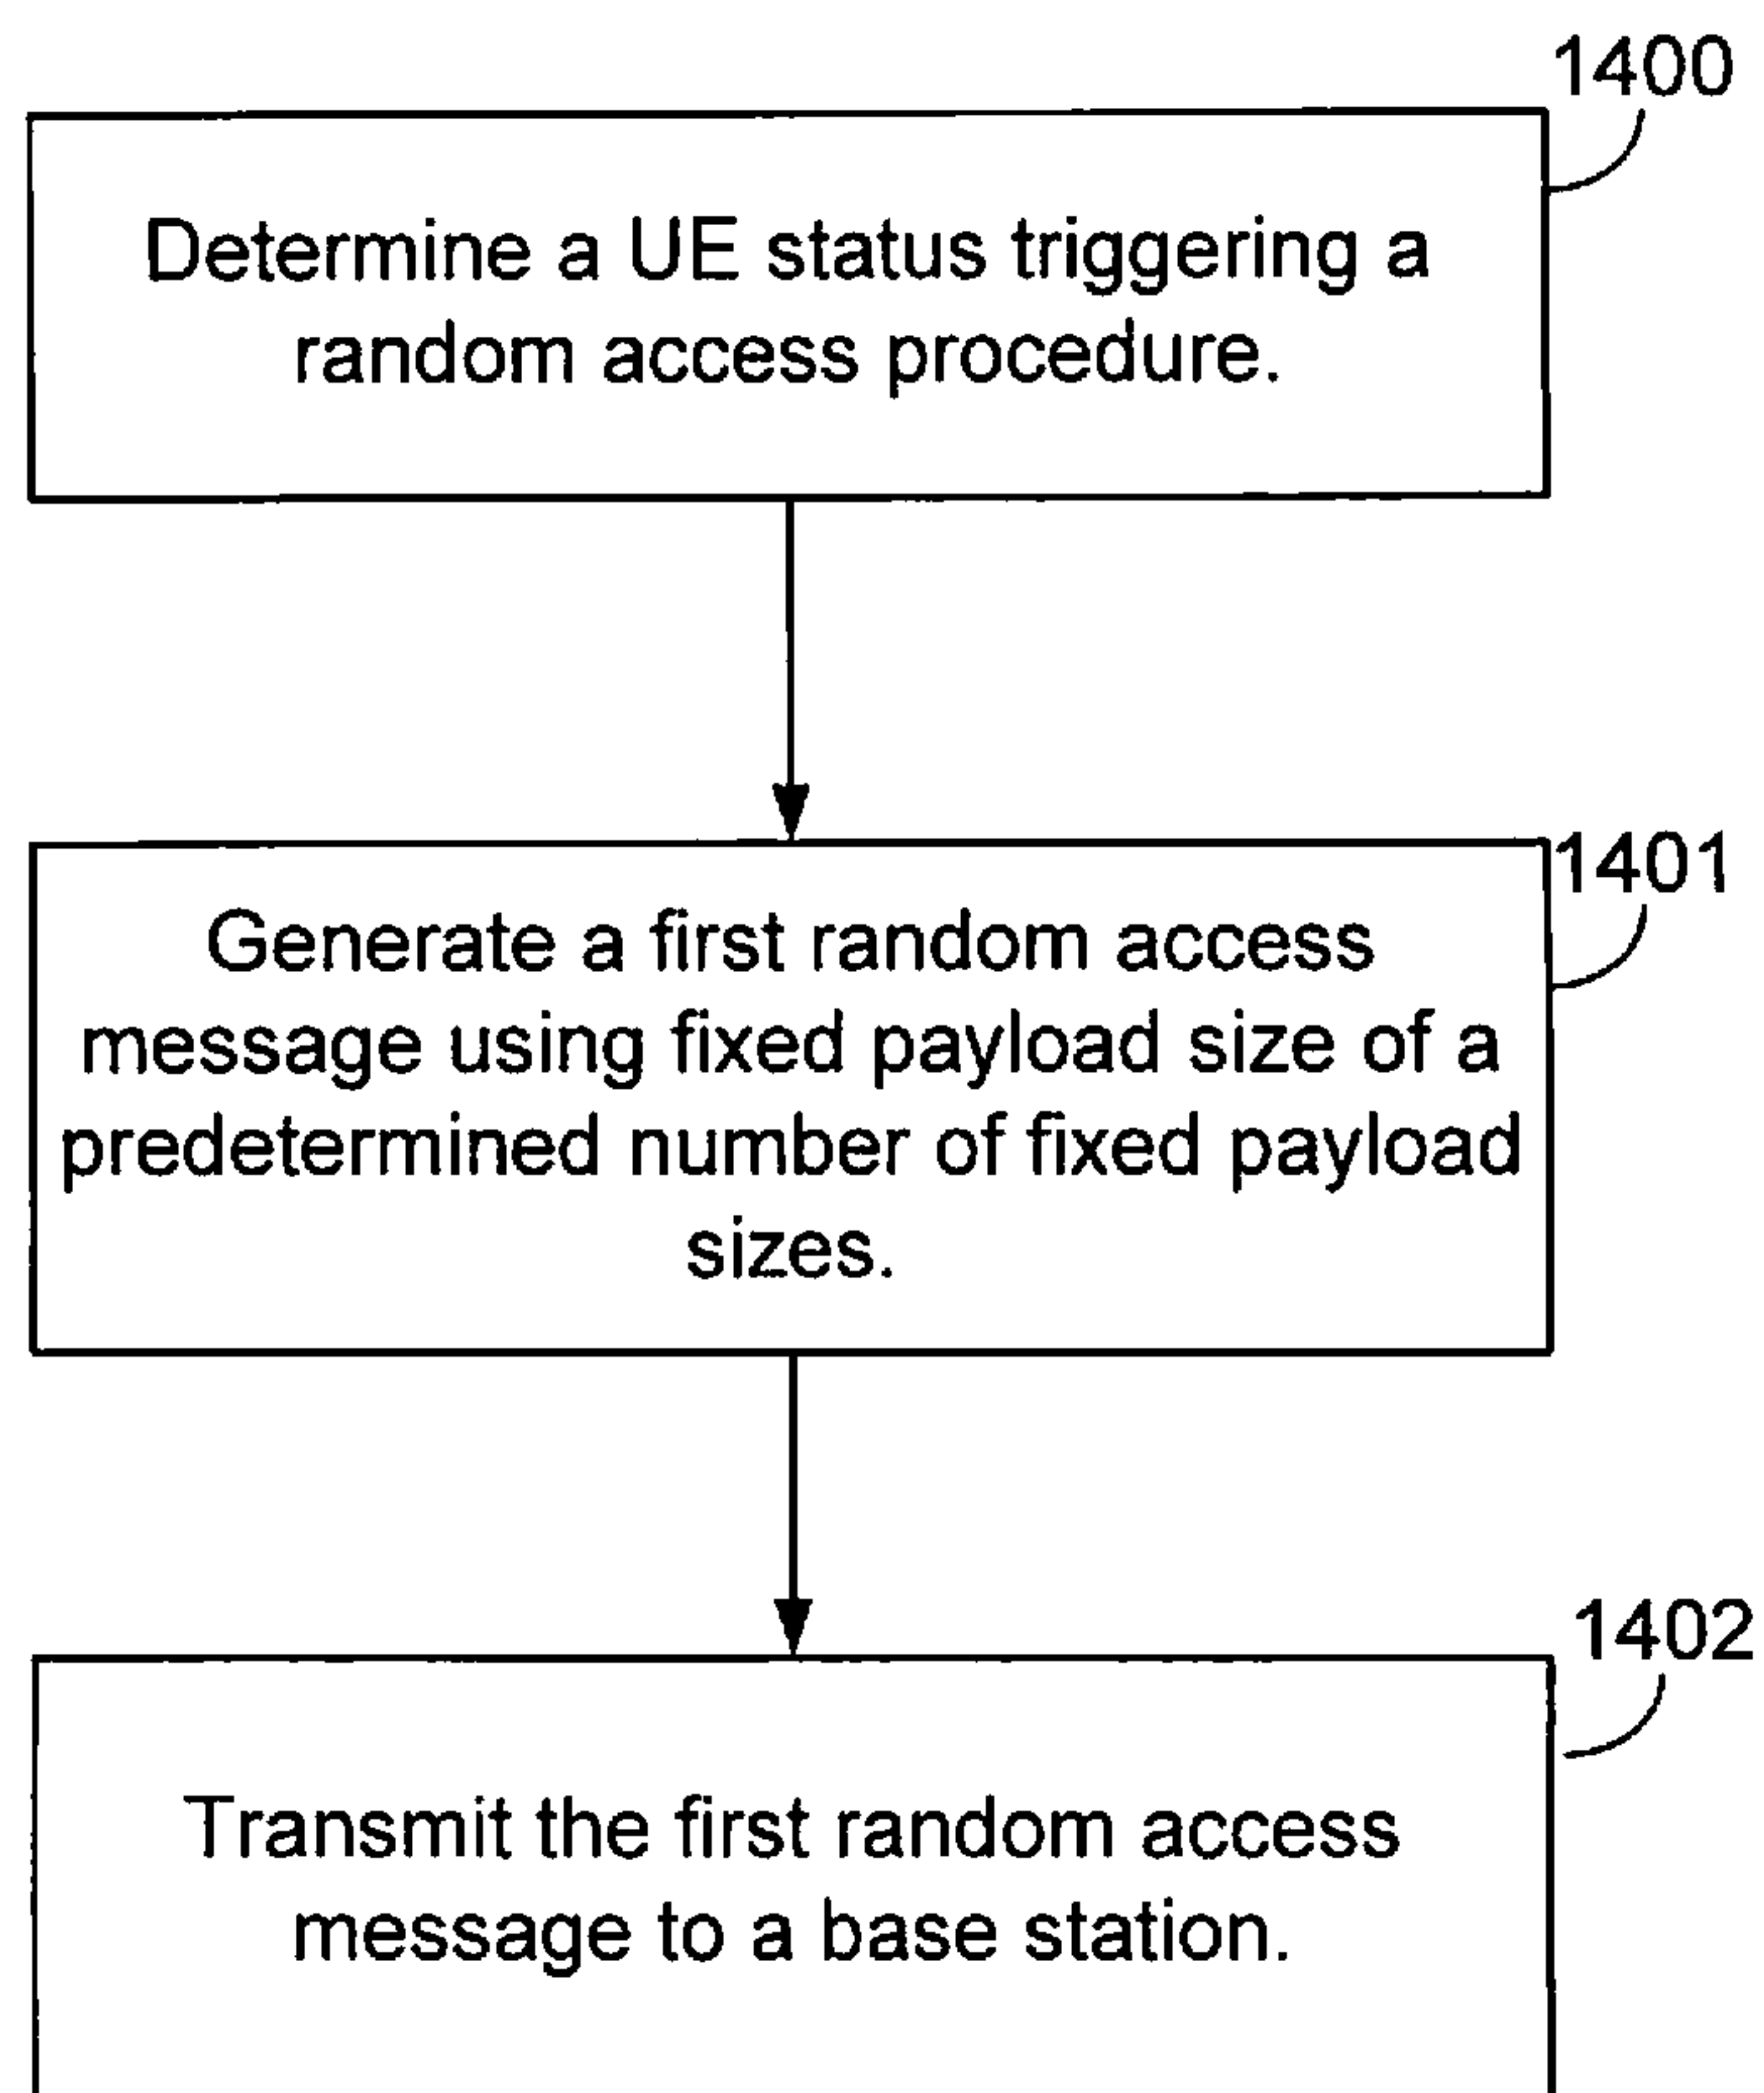 1400
Determine a UE status triggering a
random access procedure.
1401
Generate a first random access
message using fixed payload size of a
predetermined number of fixed payload
sizes.
1402
Transmit the first random access
message to a base station.